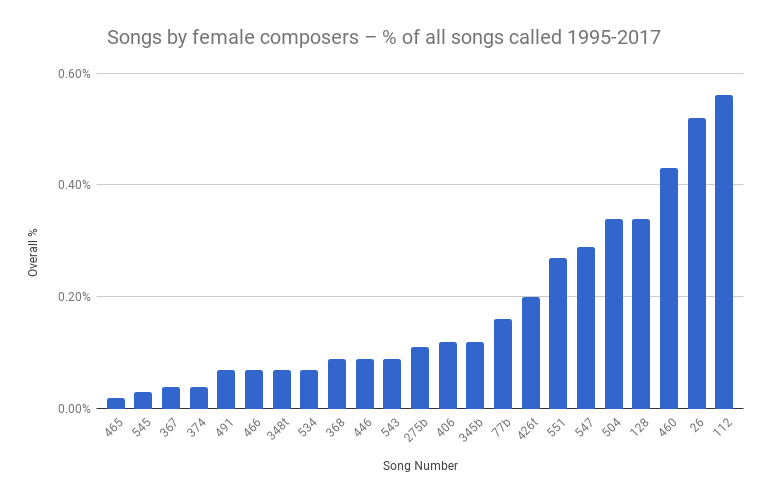 Songs by female composers – % of all songs called 1995-2017
0.60%
0.40%
Overall %
0.20%
0.00%
465 545 367 374 491 466 348t 534 368 446 543 275b 406 345b 77b 426t 551 547 504 128 460 26 112
Song Number